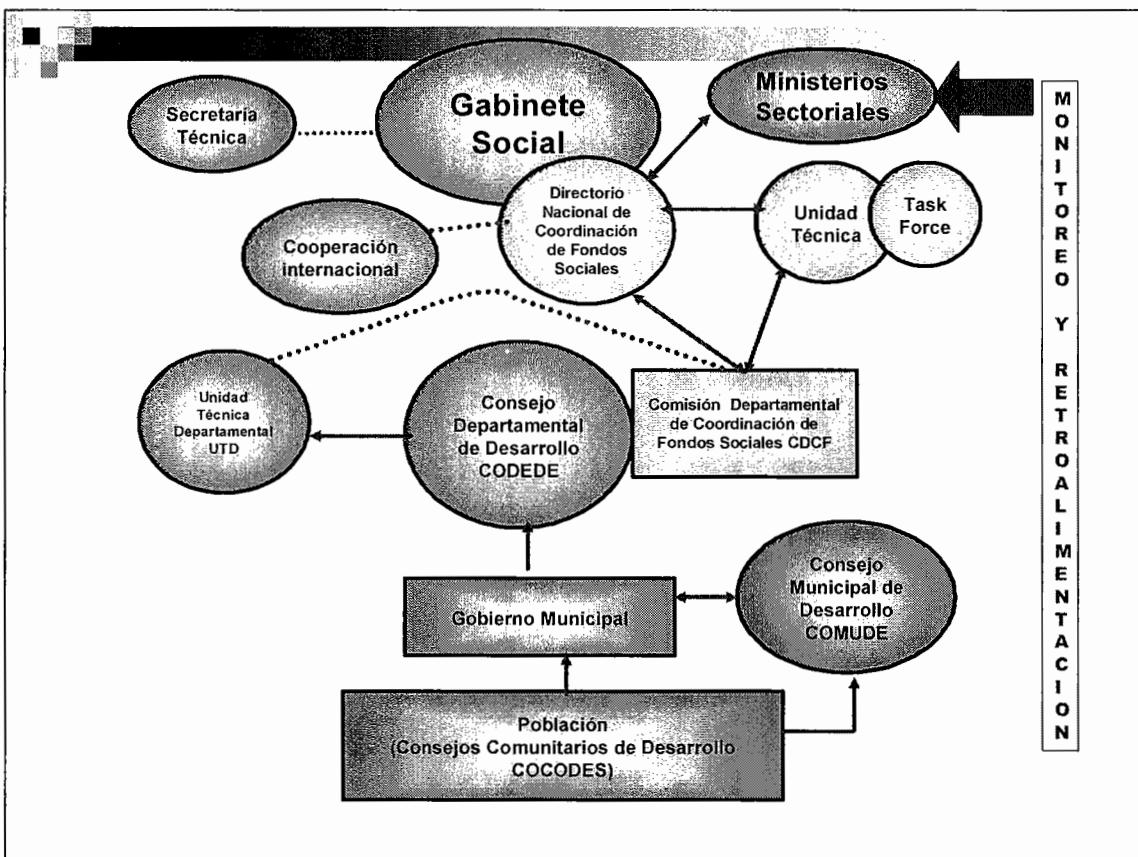 Gabinete
Social
Ministerios
Sectoriales
Secretaría
Técnica
Directorio
Nacional de
Coordinación
de Fondos
Sociales
Unidad
Técnica
Task
Force
Cooperación
internacional
Unidad
Técnica
Departamental
UTD
Consejo
Departamental
de Desarrollo
CODEDE
Comisión Departamental
de Coordinación de
Fondos Sociales CDCF
Gobierno Municipal
Consejo
Municipal de
Desarrollo
COMUDE
Población
(Consejos Comunitarios de Desarrollo
COCODES)
MONITOREO Y RETROALIMENTACION